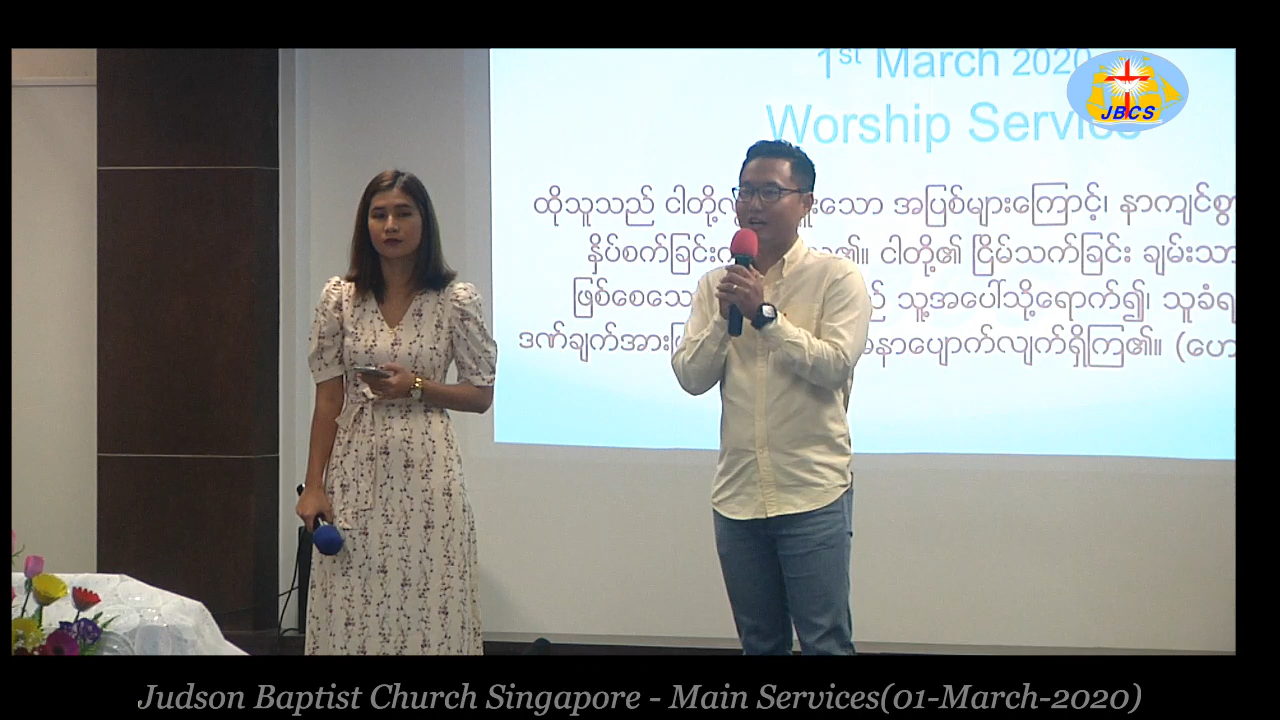 1st March 2020
JBCS
Worship Service
ထိုသူသည် ငါတို့ သော အပြစ်များကြောင့်၊ နာကျင်စွာ
နှိပ်စက်ခြင်း ၏။ ငါတို့၏ ငြိမ်သက်ခြင်း ချမ်းသာ
ဖြစ်စေသော သူ့အပေါ်သို့ရောက်၍၊ သူခံရ
ဒဏ်ချက်အားဖြင့် အနာပျောက်လျက်ရှိကြ၏။ (ဟေ
Judson Baptist Church Singapore - Main Services(01-March-2020)